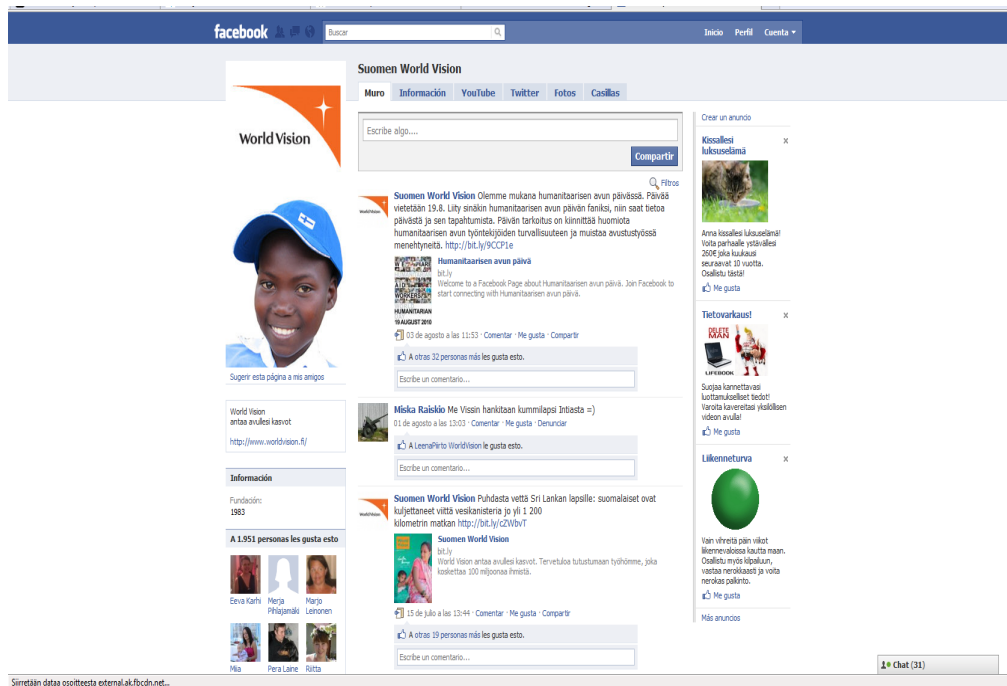 facebook
Buscar
Inicio Perfil Cuenta
World Vision
Sugerir esta página a mis amigos
World Vision
antaa avullesi kasvot
http://www.worldvision.fi/
Información
Fundación:
1983
A 1.951 personas les gusta esto
Eeva Karhi
Merja Pihlajamäki
Marjo Leinonen
Miia
Pera Laine
Riitta
Suomen World Vision
Muro Información YouTube Twitter Fotos Casillas
Escribe algo....
Compartir
Filtros
Suomen World Vision Olemme mukana humanitaarisen avun päivässä. Päivää
vietetään 19.8. Liity sinäkin humanitaarisen avun päivän faniksi, niin saat tietoa
päivästä ja sen tapahtumista. Päivän tarkoitus on kiinnittää huomiota
humanitaarisen avun työntekijöiden turvallisuuteen ja muistaa avustustyössä
menehtyneitä. http://bit.ly/9CCP1e
HUMANITARIAN
19 AUGUST 2010
Humanitaarisen avun päivä
bit.ly
Welcome to a Facebook Page about Humanitaarisen avun päivä. Join Facebook to
start connecting with Humanitaarisen avun päivä.
03 de agosto a las 11:53 · Comentar · Me gusta · Compartir
A otras 32 personas más les gusta esto.
Escribe un comentario...
Miska Raiskio Me Vissin hankitaan kummilapsi Intiasta =)
01 de agosto a las 13:03 · Comentar · Me gusta · Denunciar
A LeenaPiirto WorldVision le gusta esto.
Escribe un comentario...
Suomen World Vision Puhdasta vettä Sri Lankan lapsille: suomalaiset ovat
kuljettaneet viittä vesikanisteria jo yli 1 200
kilometrin matkan http://bit.ly/cZWbvT
Suomen World Vision
bit.ly
World Vision antaa avullesi kasvot. Tervetuloa tutustumaan työhömme, joka
koskettaa 100 miljoonaa ihmistä.
15 de julio a las 13:44 · Comentar · Me gusta · Compartir
A otras 19 personas más les gusta esto.
Escribe un comentario...
Crear un anuncio
Kissallesi
luksuselämä
x
Anna kissallesi luksuselämä!
Voita parhaalle ystävällesi
260€ joka kuukausi
seuraavat 10 vuotta.
Osallistu tästä!
Me gusta
Tietovarkaus!
x
DELETE
MAN
LIFEBOOK
Suojaa kannettavasi
luottamukselliset tiedot!
Varoita kavereitasi yksilöllisen
videon avulla!
Me gusta
Liikenneturva
x
Vain vihreitä päin viikot
liikennevaloissa kautta maan.
Osallistu myös kilpailuun,
vastaa nerokkaasti ja voita
nerokas palkinto.
Me gusta
Más anuncios
Chat (31)
Siirretään dataa osoitteesta external.ak.fbcdn.net...